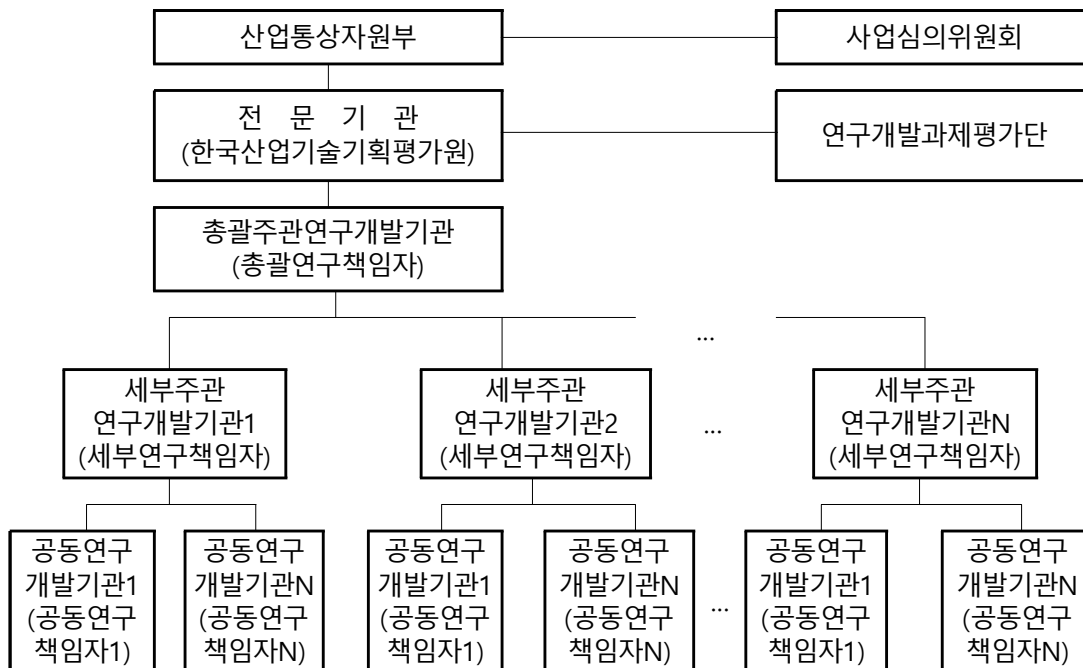 산업통상자원부
사업심의위원회
전 문 기 관
(한국산업기술기획평가원)
연구개발과제평가단
총괄주관연구개발기관
(총괄연구책임자)
...
세부주관
연구개발기관1
(세부연구책임자)
세부주관
연구개발기관2
(세부연구책임자)
...
세부주관
연구개발기관N
(세부연구책임자)
공동연구
개발기관1
(공동연구
책임자1)
공동연구
개발기관N
(공동연구
책임자N)
공동연구
개발기관1
(공동연구
책임자1)
공동연구
개발기관N
(공동연구
책임자N)
...
공동연구
개발기관1
(공동연구
책임자1)
공동연구
개발기관N
(공동연구
책임자N)